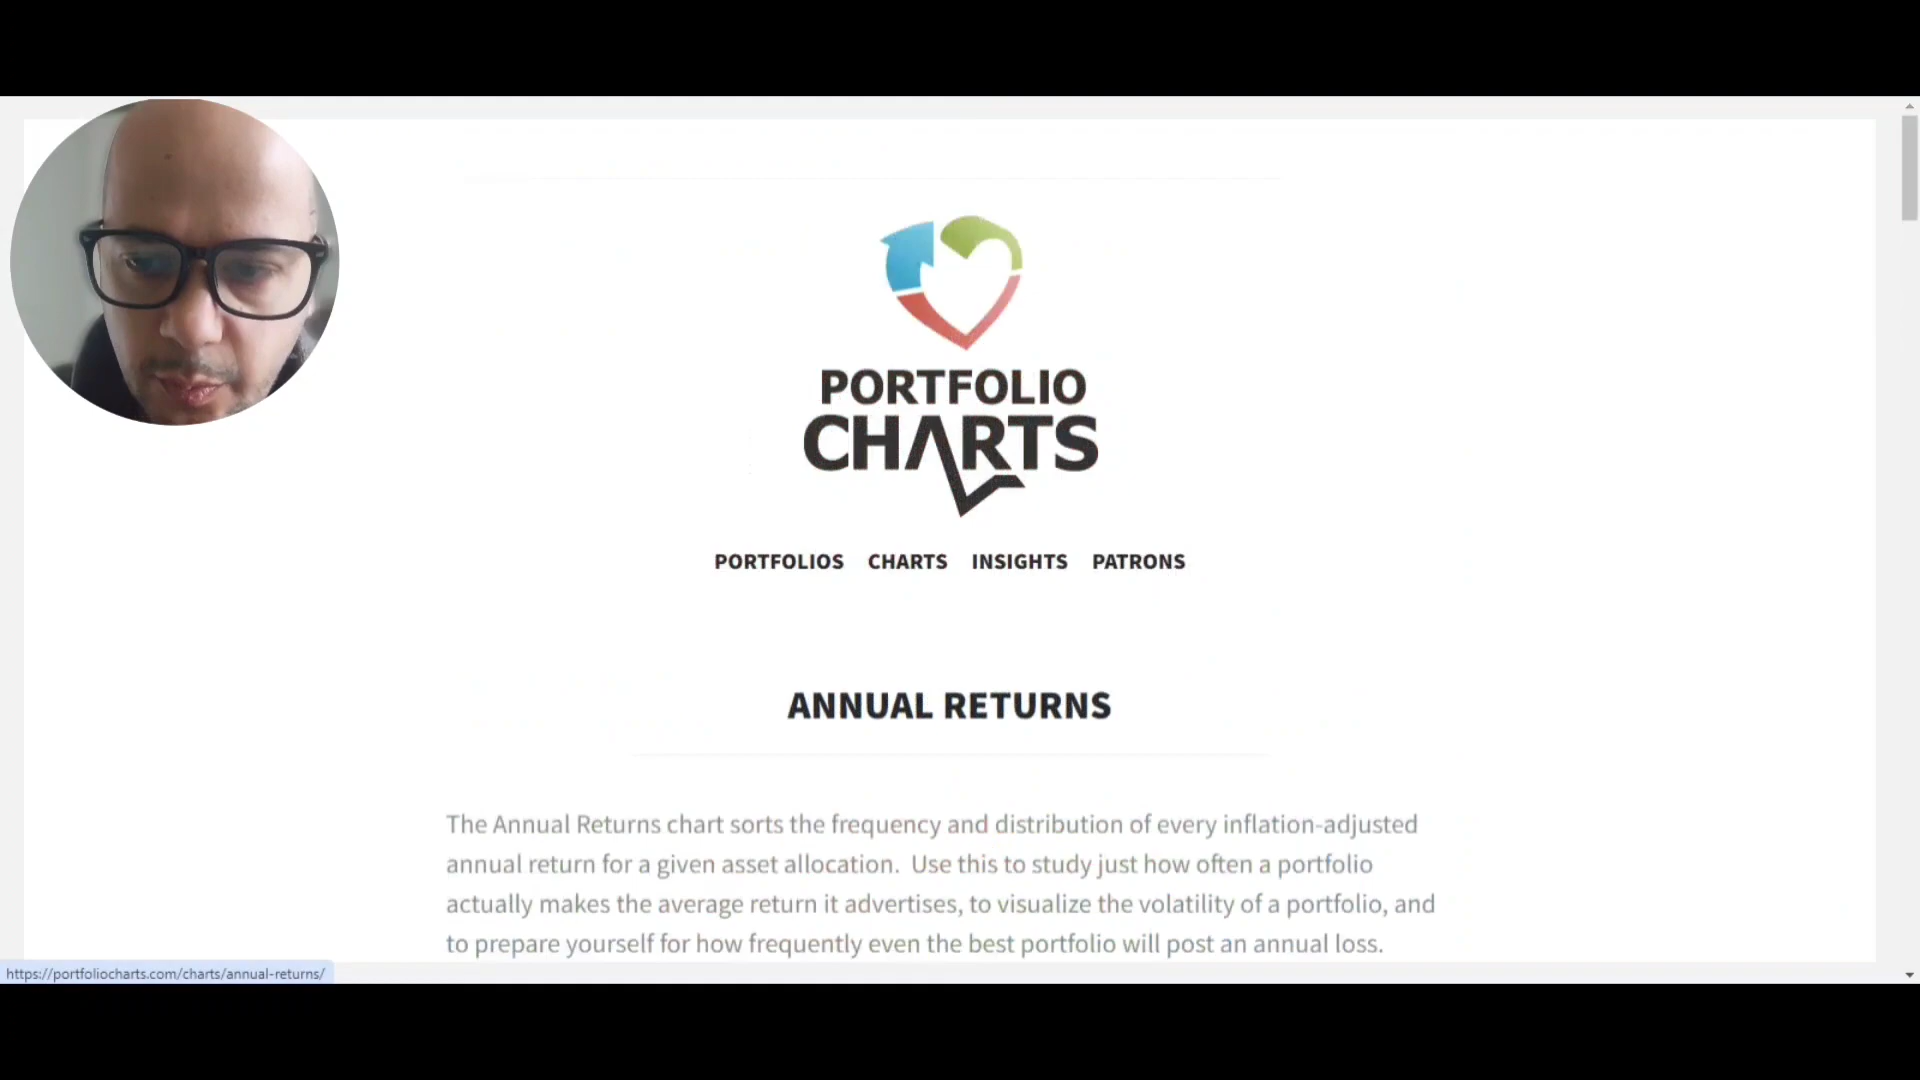 PORTFOLIO
CHARTS
PORTFOLIOS CHARTS INSIGHTS PATRONS
ANNUAL RETURNS
The Annual Returns chart sorts the frequency and distribution of every inflation-adjusted
annual return for a given asset allocation. Use this to study just how often a portfolio
actually makes the average return it advertises, to visualize the volatility of a portfolio, and
to prepare yourself for how frequently even the best portfolio will post an annual loss.
https://portfoliocharts.com/charts/annual-returns/